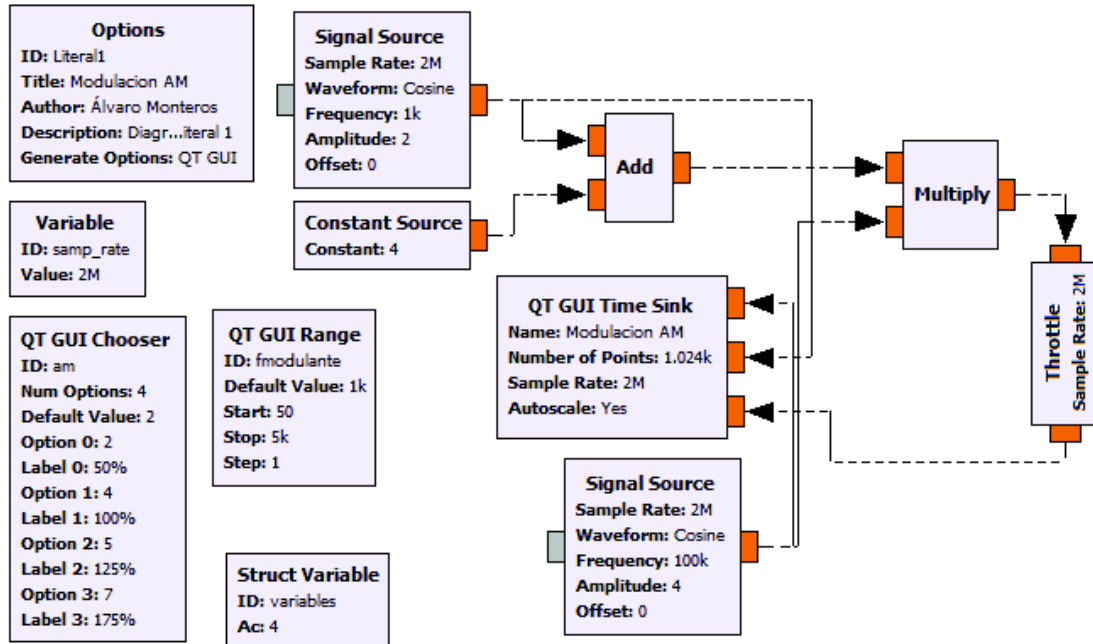 Options
ID: Literal1
Title: Modulacion AM
Author: Álvaro Monteros
Description: Diagr...iteral 1
Generate Options: QT GUI
Variable
ID: samp_rate
Value: 2M
QT GUI Chooser
ID: am
Num Options: 4
Default Value: 2
Option 0: 2
Label 0: 50%
Option 1: 4
Label 1: 100%
Option 2: 5
Label 2: 125%
Option 3: 7
Label 3: 175%
QT GUI Range
ID: fmodulante
Default Value: 1k
Start: 50
Stop: 5k
Step: 1
Struct Variable
ID: variables
Ac: 4
Signal Source
Sample Rate: 2M
Waveform: Cosine
Frequency: 1k
Amplitude: 2
Offset: 0
Constant Source
Constant: 4
Add
Multiply
Throttle
Sample Rate: 2M
QT GUI Time Sink
Name: Modulacion AM
Number of Points: 1.024k
Sample Rate: 2M
Autoscale: Yes
Signal Source
Sample Rate: 2M
Waveform: Cosine
Frequency: 100k
Amplitude: 4
Offset: 0